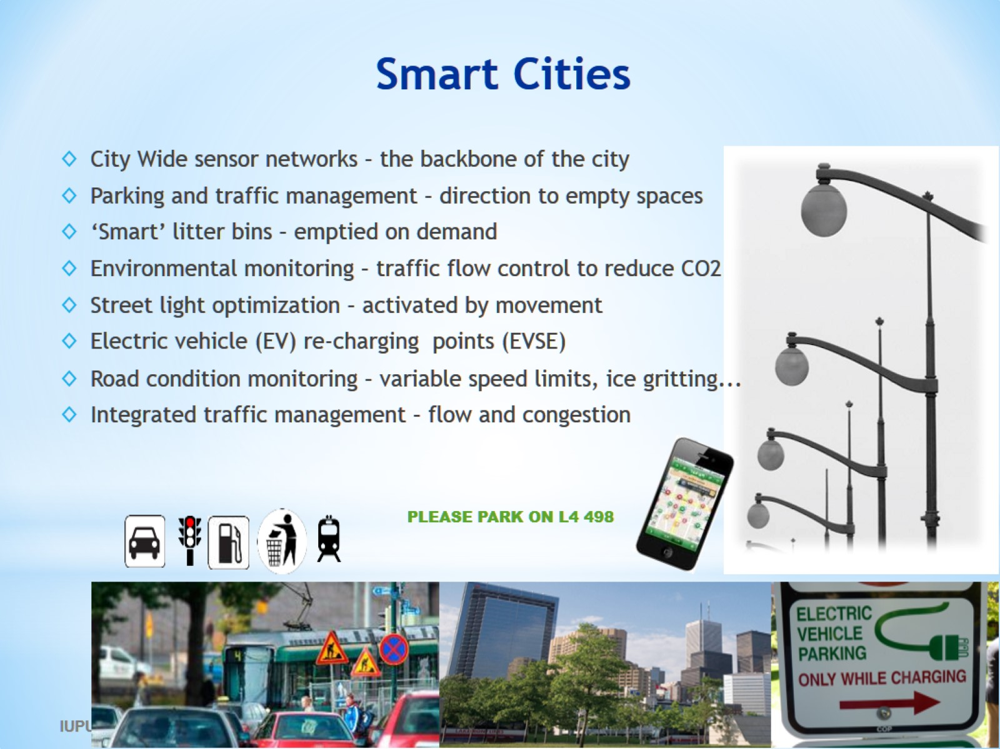 Smart Cities
City Wide sensor networks – the backbone of the city
Parking and traffic management – direction to empty spaces
‘Smart’ litter bins – emptied on demand
Environmental monitoring – traffic flow control to reduce CO2
Street light optimization – activated by movement
Electric vehicle (EV) re-charging  points (EVSE)
Road condition monitoring – variable speed limits, ice gritting...
Integrated traffic management – flow and congestion
PLEASE PARK ON L4 498
4
ELECTRIC
VEHICLE
PARKING
ONLY WHILE CHARGING
COP